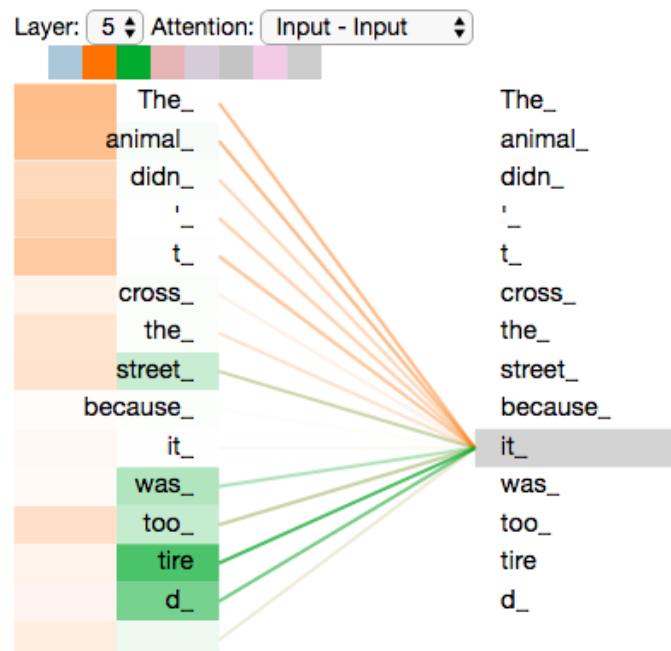 Layer: 5 Attention: Input - Input
The_ The_
animal_ animal_
didn_ didn_
'_ '_
t_ t_
cross_ cross_
the_ the_
street_ street_
because_ because_
it_ it_
was_ was_
too_ too_
tire tire
d_ d_